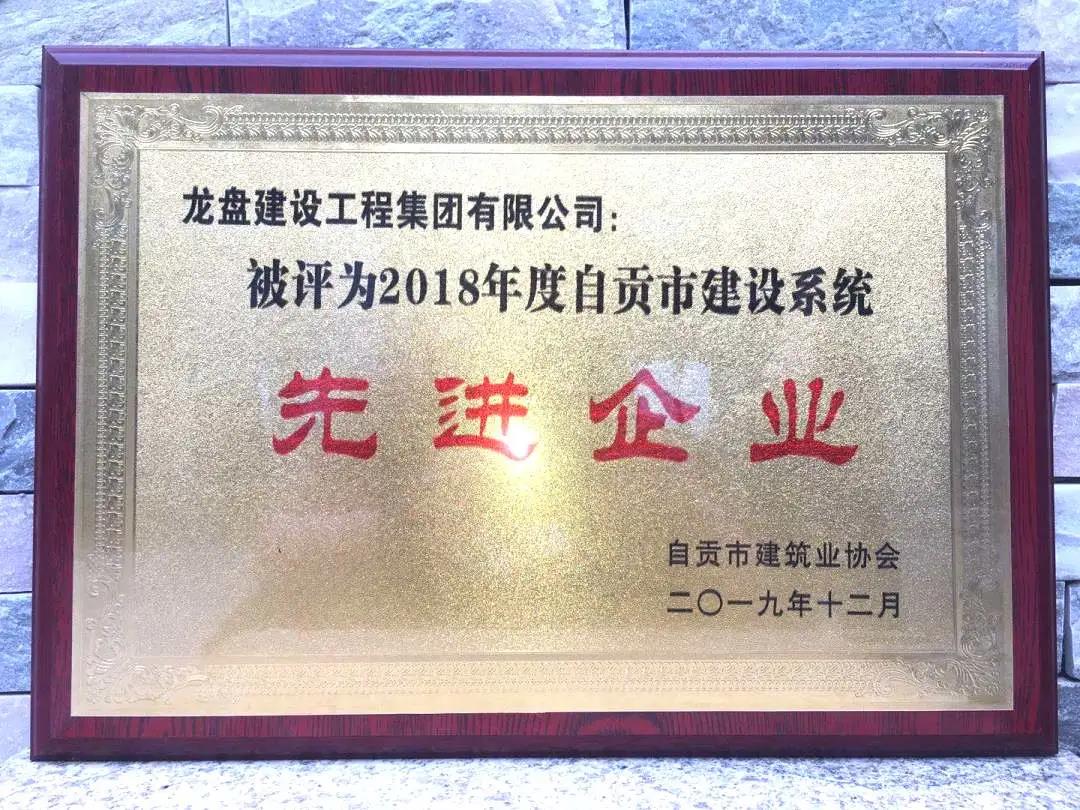 龙盘建设工程集团有限公司：
被评为2018年度自贡市建设系统
先进企业
自贡市建筑业协会
二〇一九年十二月